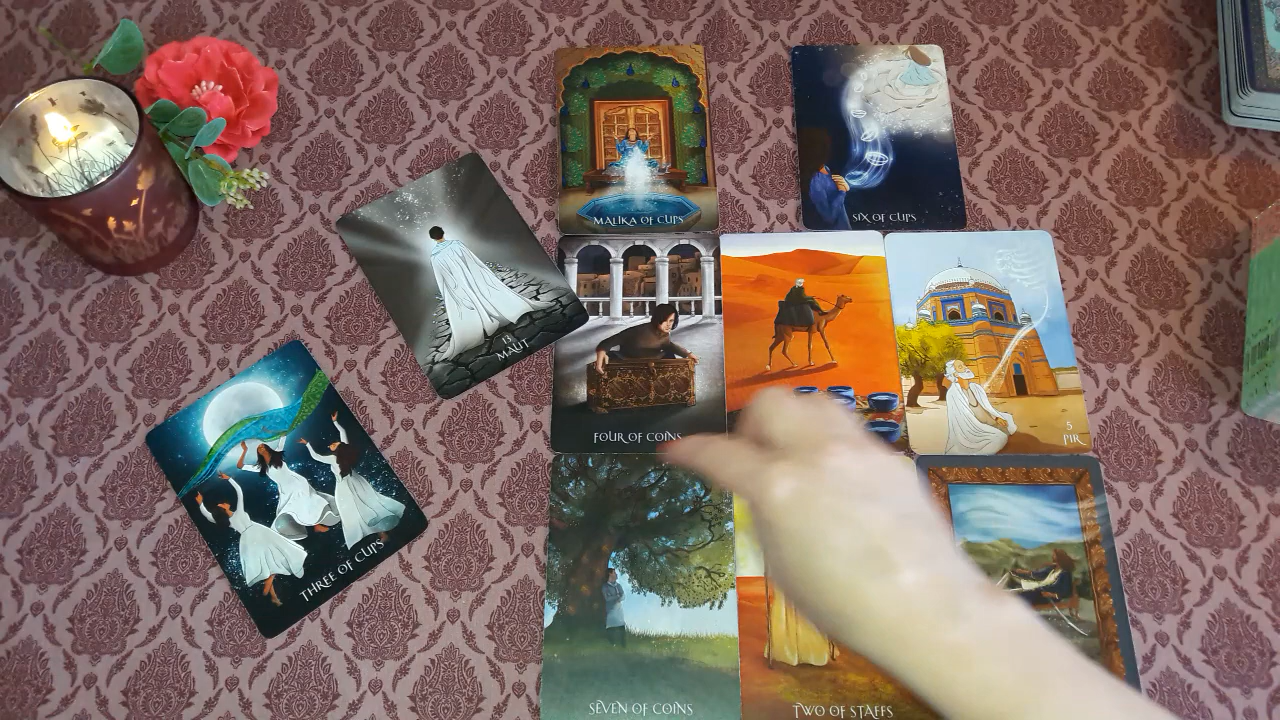 MALIKA OF CUPS
SIX OF CUPS
13
MAUT
FOUR OF COINS
5
PIR
THREE OF CUPS
SEVEN OF COINS
TWO OF STAFFS